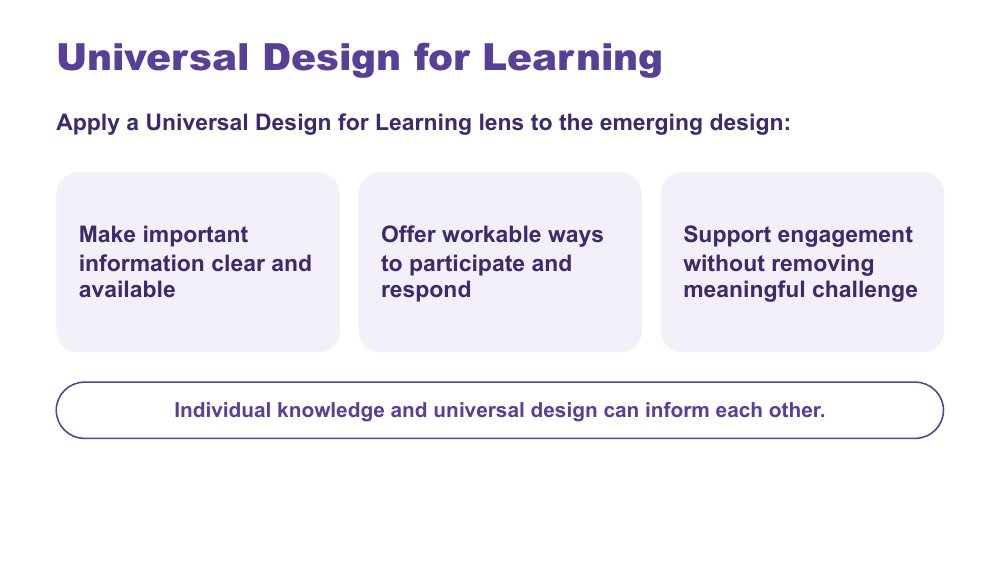 Universal Design for Learning
Apply a Universal Design for Learning lens to the emerging design:
Make important
information clear and
available
Offer workable ways
to participate and
respond
Support engagement
without removing
meaningful challenge
Individual knowledge and universal design can inform each other.